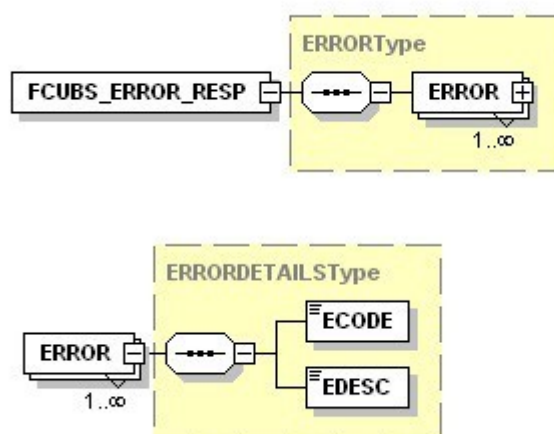 ERRORType
FCUBS_ERROR_RESP
ERROR
1..∞
ERRORDETAILSType
ECODE
ERROR
EDESC
1..∞